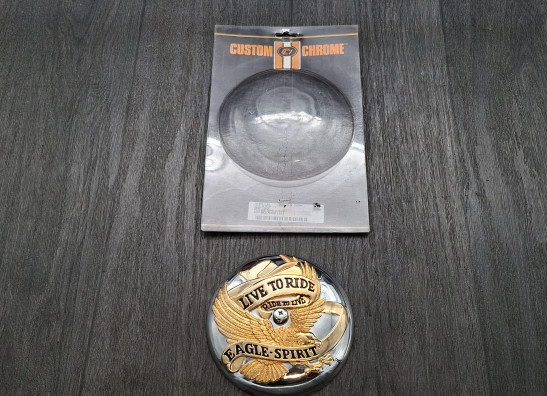 CUSTOM CHROME
LIVE TO RIDE
RIDE TO LIVE
EAGLE-SPIRIT